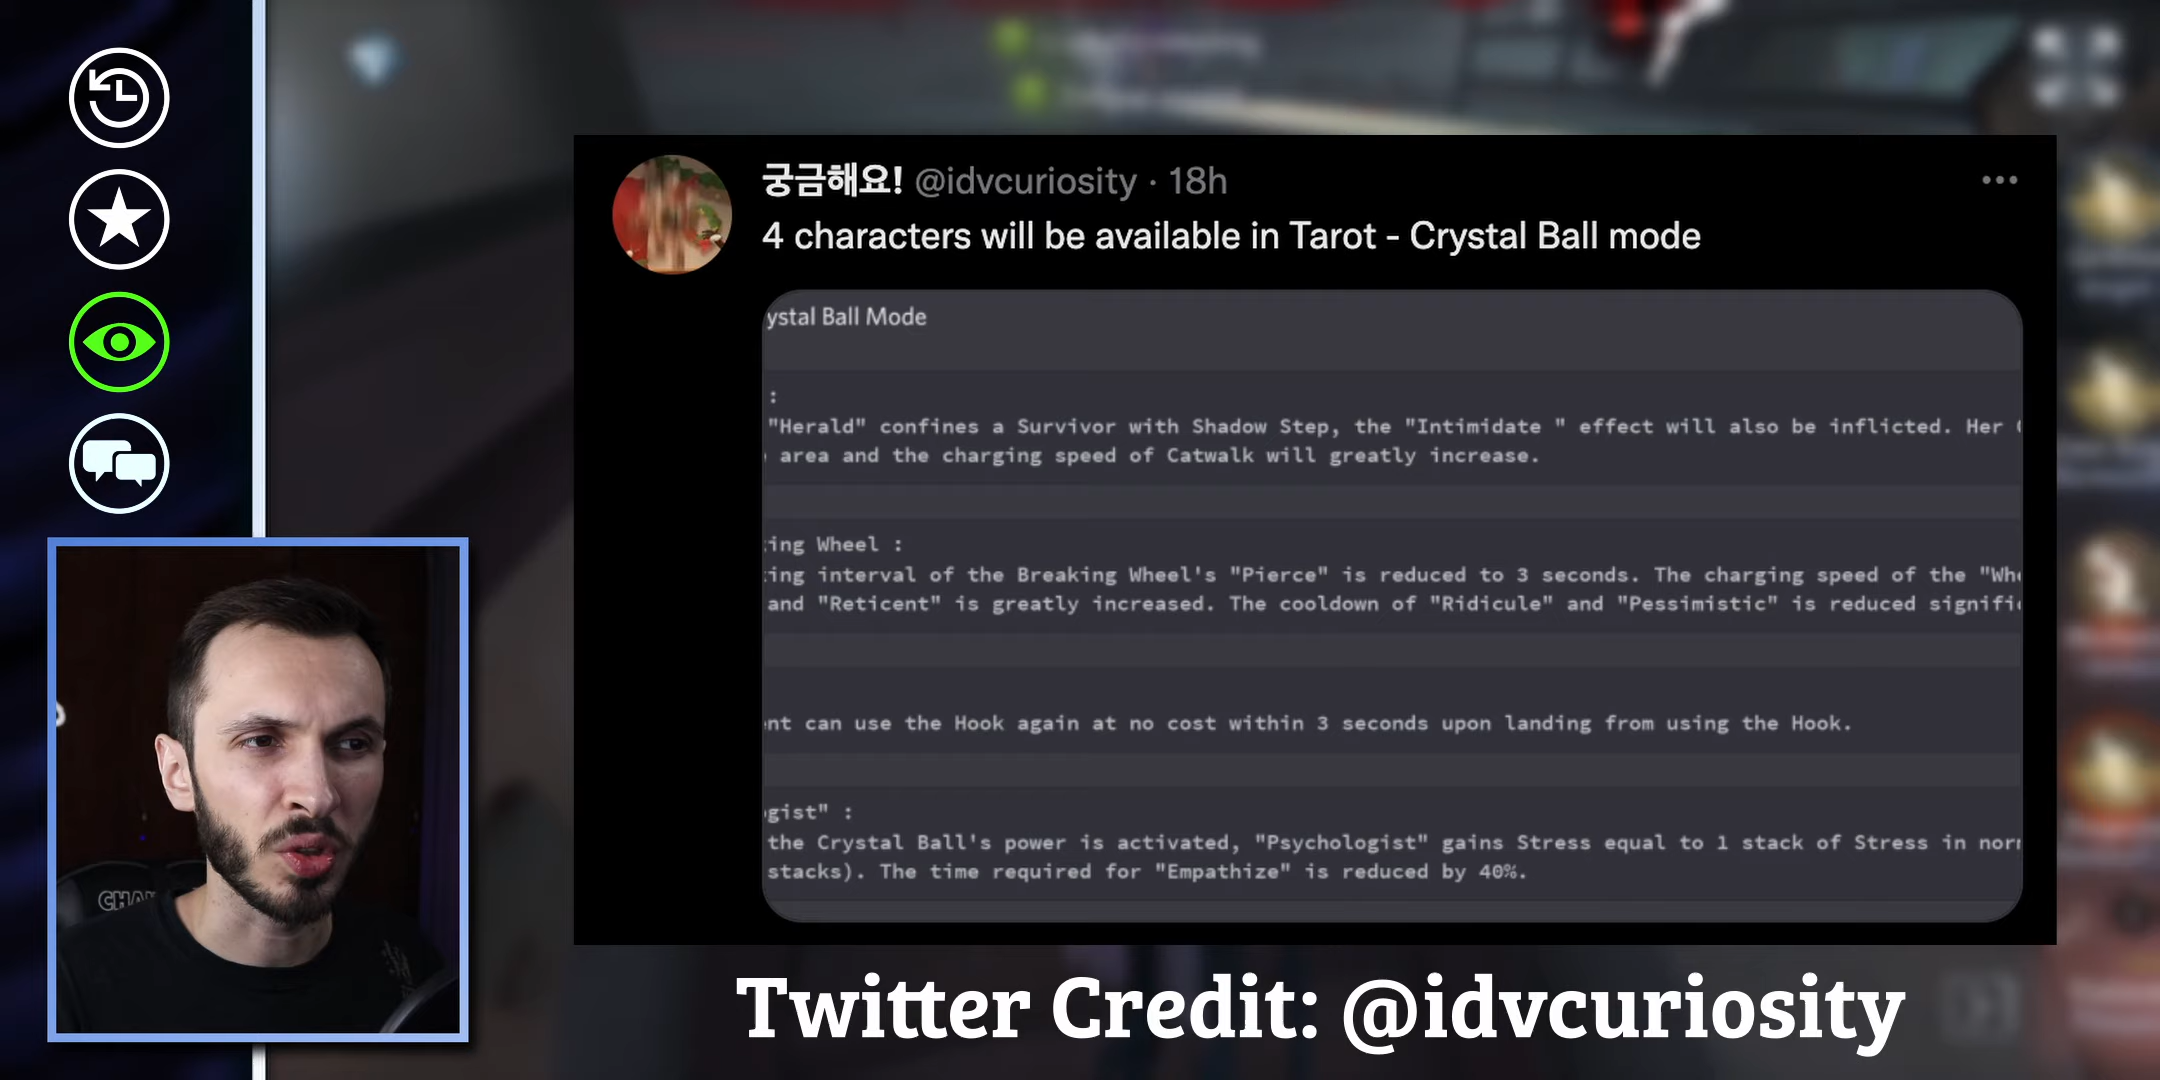 궁금해요! @idvcuriosity · 18h
4 characters will be available in Tarot - Crystal Ball mode
ystal Ball Mode
:
"Herald" confines a Survivor with Shadow Step, the "Intimidate " effect will also be inflicted. Her
area and the charging speed of Catwalk will greatly increase.
ing Wheel :
ing interval of the Breaking Wheel's "Pierce" is reduced to 3 seconds. The charging speed of the "Wh
and "Reticent" is greatly increased. The cooldown of "Ridicule" and "Pessimistic" is reduced signifi
nt can use the Hook again at no cost within 3 seconds upon landing from using the Hook.
gist" :
the Crystal Ball's power is activated, "Psychologist" gains Stress equal to 1 stack of Stress in nor
stacks). The time required for "Empathize" is reduced by 40%.
CHA
Twitter Credit: @idvcuriosity